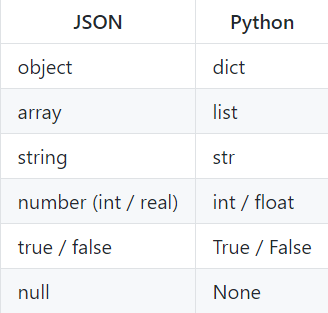 JSON Python
object dict
array list
string str
number (int / real) int / float
true / false True / False
null None